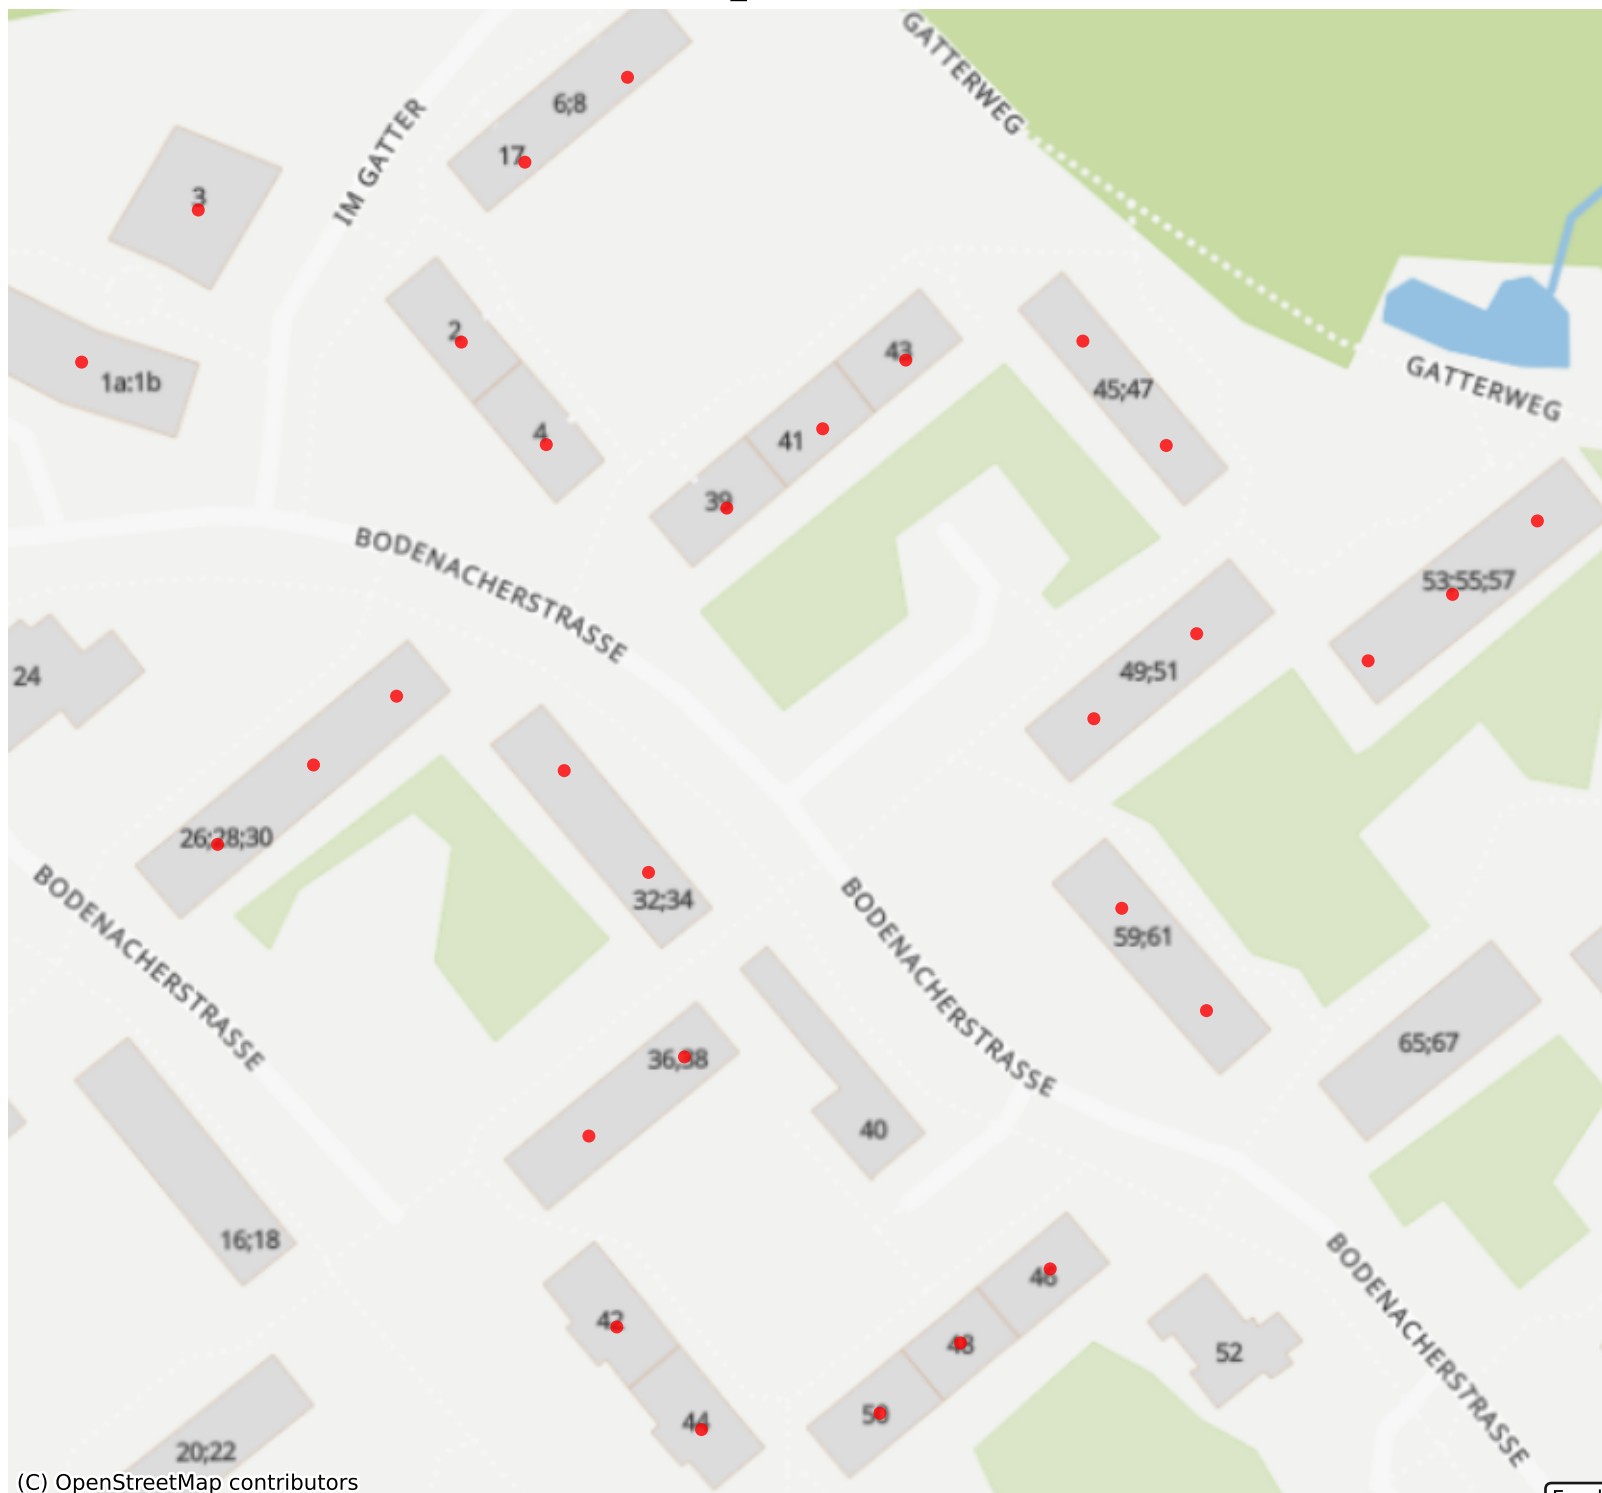 GATTERWEG
6;8
IM GATTER
17
3
2
1a;1b
43
GATTERWEG
45;47
4
41
39
BODENACHERSTRASSE
53;55;57
24
49;51
26;28;30
32;34
BODENACHERSTRASSE
BODENACHERSTRASSE
59;61
65;67
36;38
40
16;18
46
BODENACHERSTRASSE
42
48
52
50
44
20;22
(C) OpenStreetMap contributors